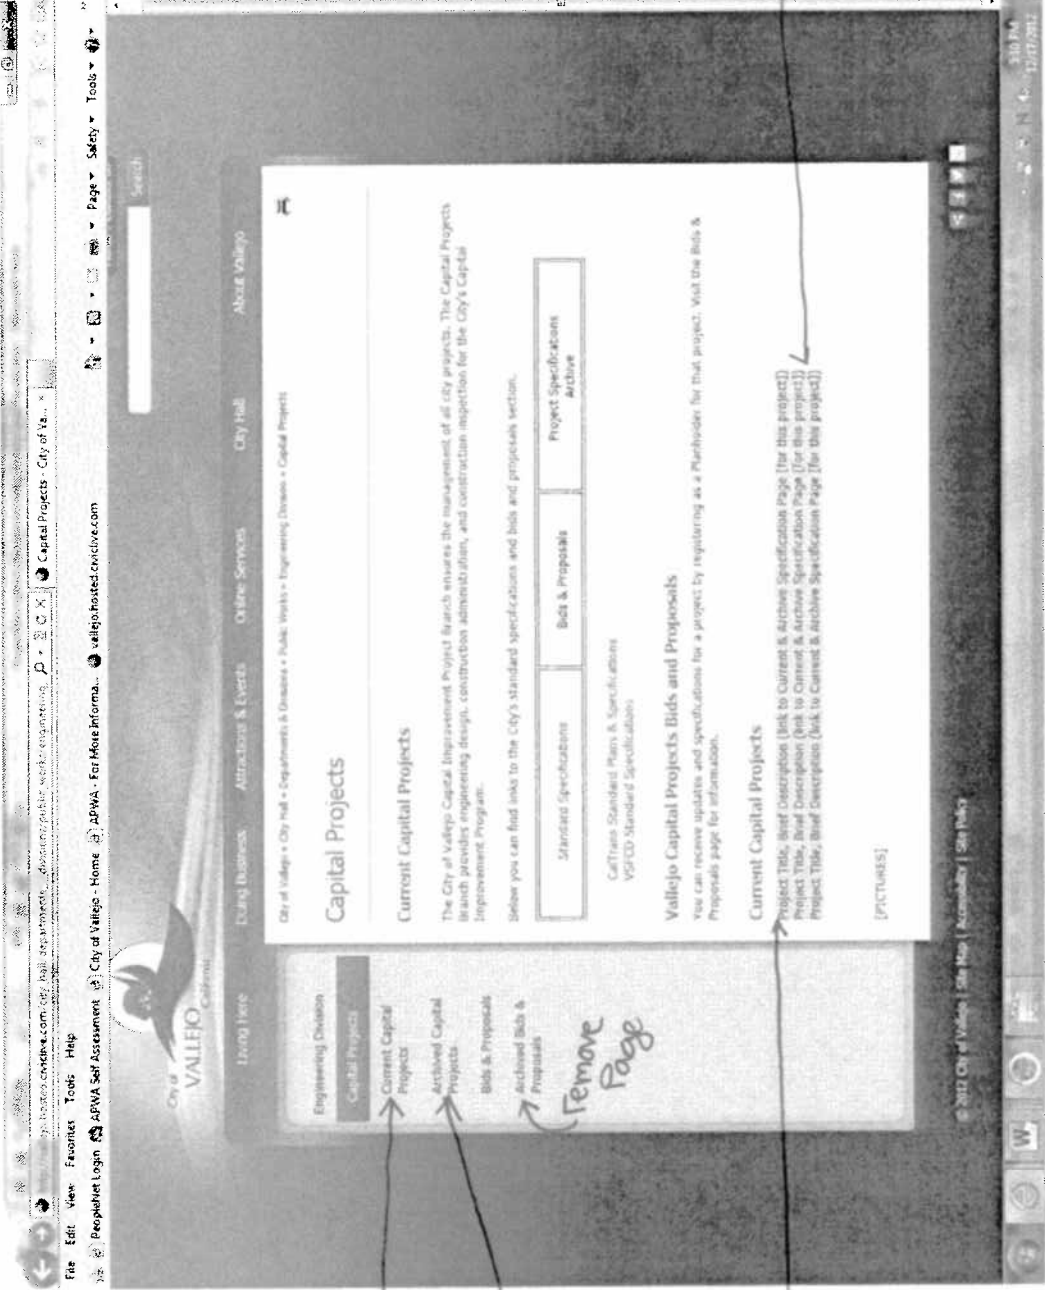 Capital Projects - City of Va... ×
File Edit View Favorites Tools Help
PeopleNet Login APWA Self Assessment City of Vallejo - Home APWA - For More Informa... vallejo.hosted.civiclive.com
Page Safety Tools
City of
VALLEJO
California
Search
Living Here Doing Business Attractions & Events Online Services City Hall About Vallejo
Engineering Division
Capital Projects
Current Capital
Projects
Archived Capital
Projects
Bids & Proposals
Archived Bids &
Proposals
(remove
Page
City of Vallejo » City Hall » Departments & Divisions » Public Works » Engineering Division » Capital Projects
Capital Projects
Current Capital Projects
The City of Vallejo Capital Improvement Project Branch ensures the management of all city projects. The Capital Projects
Branch provides engineering design, construction administration, and construction inspection for the City's Capital
Improvement Program.
Below you can find links to the City's standard specifications and bids and proposals section.
Standard Specifications Bids & Proposals Project Specifications
Archive
CalTrans Standard Plans & Specifications
VSFCD Standard Specifications
Vallejo Capital Projects Bids and Proposals
You can receive updates and specifications for a project by registering as a Planholder for that project. Visit the Bids &
Proposals page for information.
Current Capital Projects
Project Title, Brief Description (link to Current & Archive Specification Page [for this project])
Project Title, Brief Description (link to Current & Archive Specification Page [for this project])
Project Title, Brief Description (link to Current & Archive Specification Page [for this project])
[PICTURES]
© 2012 City of Vallejo | Site Map | Accessibility | Site Index
3:10 PM
12/17/2012